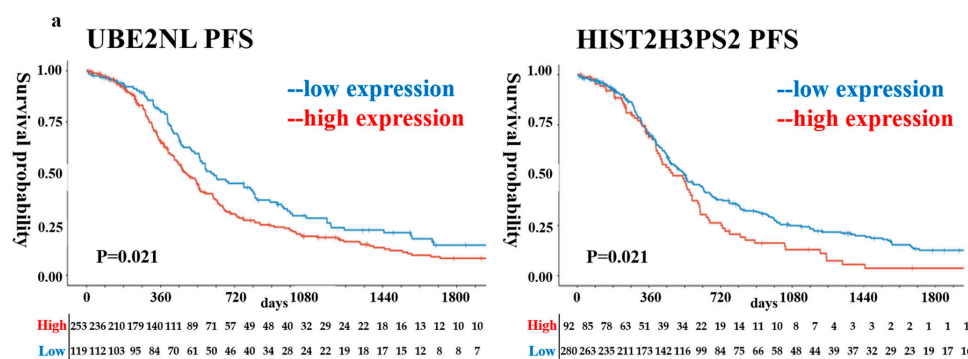 a
UBE2NL PFS
Survival probability
1.00
0.75
0.50
0.25
0.00
--low expression
--high expression
P=0.021
0 360 720 1080 1440 1800
days
High 253 236 210 179 140 111 89 71 57 49 48 40 32 29 24 22 18 16 13 12 10 10
Low 119 112 103 95 84 70 61 50 46 40 34 28 24 22 19 18 17 15 12 8 8 7
HIST2H3PS2 PFS
Survival probability
1.00
0.75
0.50
0.25
0.00
--low expression
--high expression
P=0.021
0 360 720 1080 1440 1800
days
High 92 85 78 63 51 39 34 22 19 14 11 10 8 7 4 3 3 2 2 1 1
Low 280 263 235 211 173 142 116 99 84 75 66 58 48 44 39 37 32 29 23 19 17